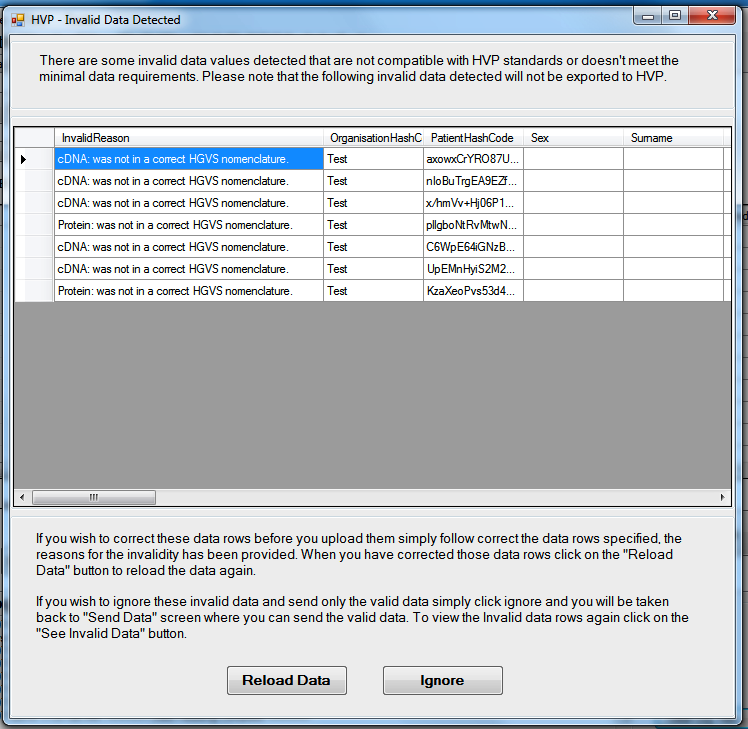 HVP - Invalid Data Detected
There are some invalid data values detected that are not compatible with HVP standards or doesn't meet the
minimal data requirements. Please note that the following invalid data detected will not be exported to HVP.
InvalidReason OrganisationHashC PatientHashCode Sex Surname
cDNA: was not in a correct HGVS nomenclature. Test axowxCrYRO87U...
cDNA: was not in a correct HGVS nomenclature. Test
cDNA: was not in a correct HGVS nomenclature. Test x/hmVv+Hj06P1...
Protein: was not in a correct HGVS nomenclature. Test
cDNA: was not in a correct HGVS nomenclature. Test C6WpE64iGNzB...
cDNA: was not in a correct HGVS nomenclature. Test UpEMnHyiS2M2...
Protein: was not in a correct HGVS nomenclature. Test KzaXeoPvs53d4...
If you wish to correct these data rows before you upload them simply follow correct the data rows specified, the
reasons for the invalidity has been provided. When you have corrected those data rows click on the "Reload
Data" button to reload the data again.
If you wish to ignore these invalid data and send only the valid data simply click ignore and you will be taken
back to "Send Data" screen where you can send the valid data. To view the Invalid data rows again click on the
"See Invalid Data" button.
Reload Data Ignore